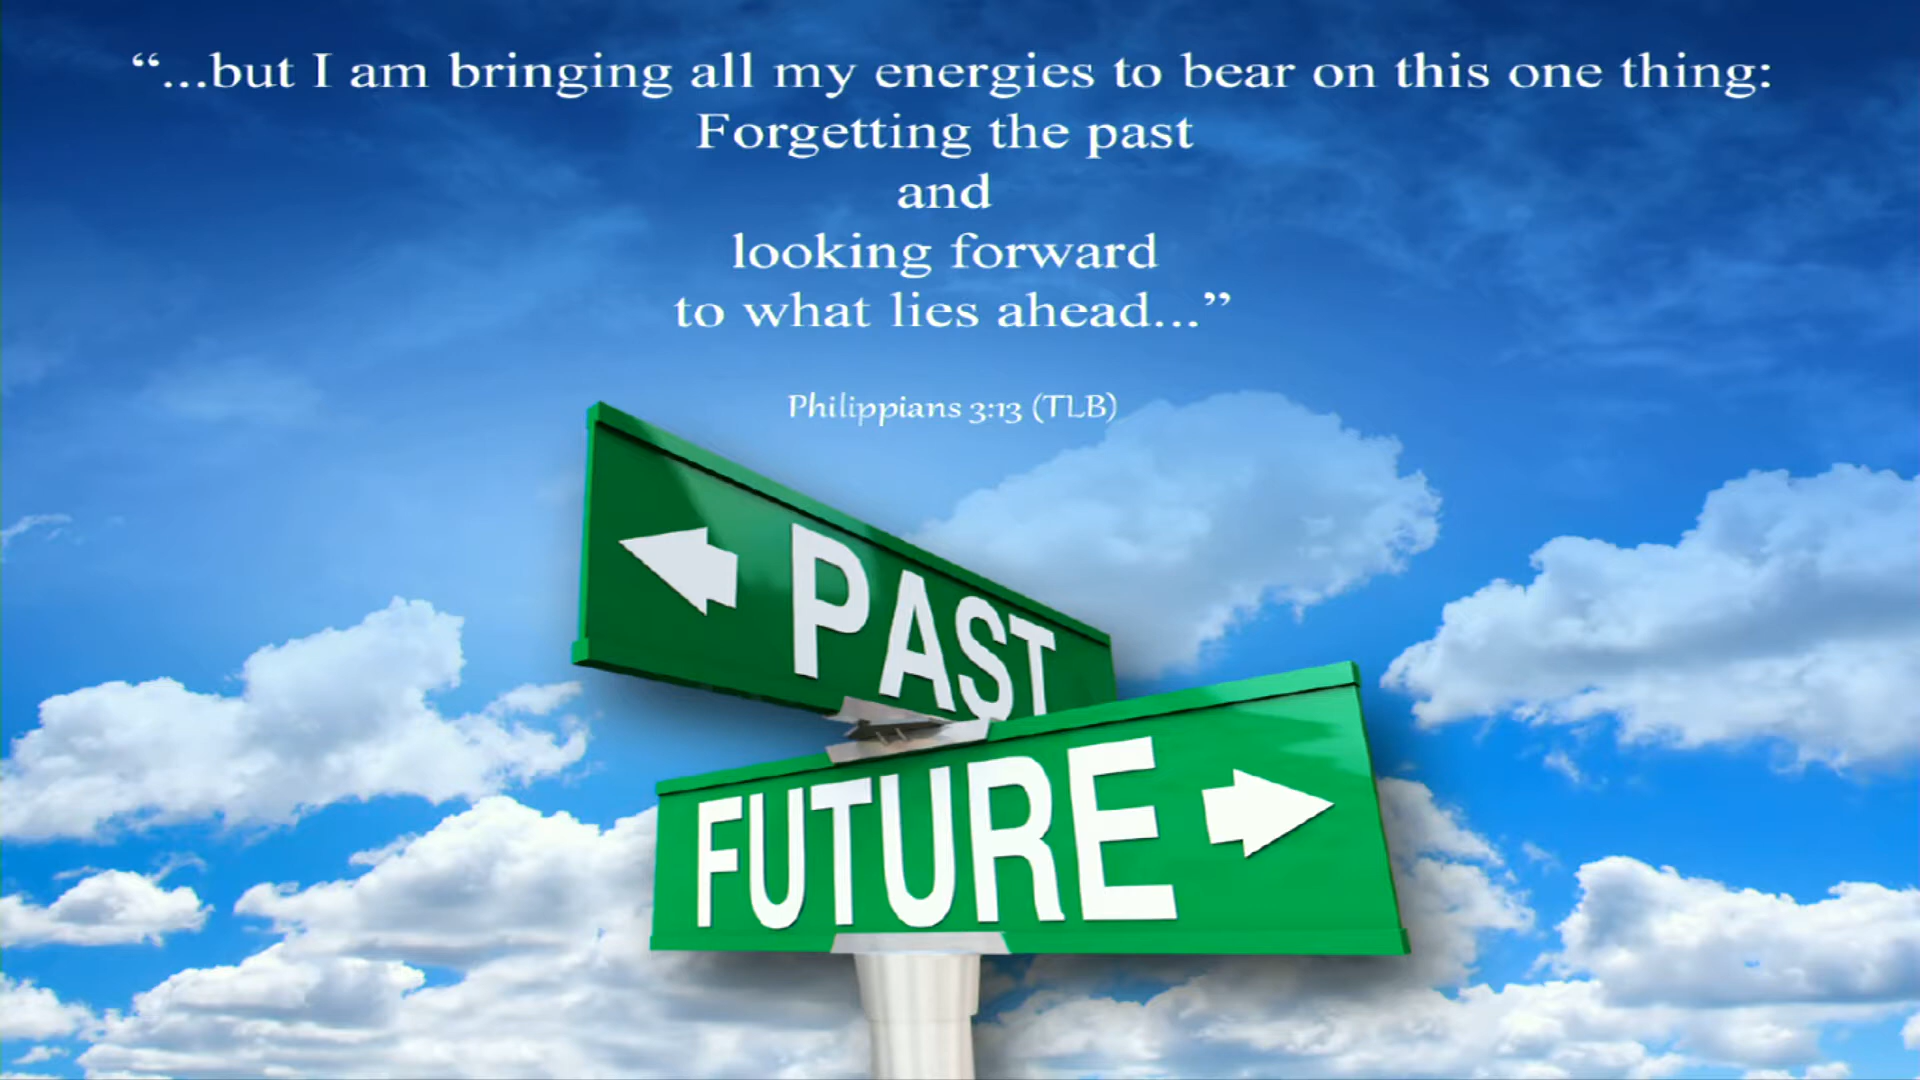 “...but I am bringing all my energies to bear on this one thing:
Forgetting the past
and
looking forward
to what lies ahead...”
Philippians 3:13 (TLB)
PAST
FUTURE